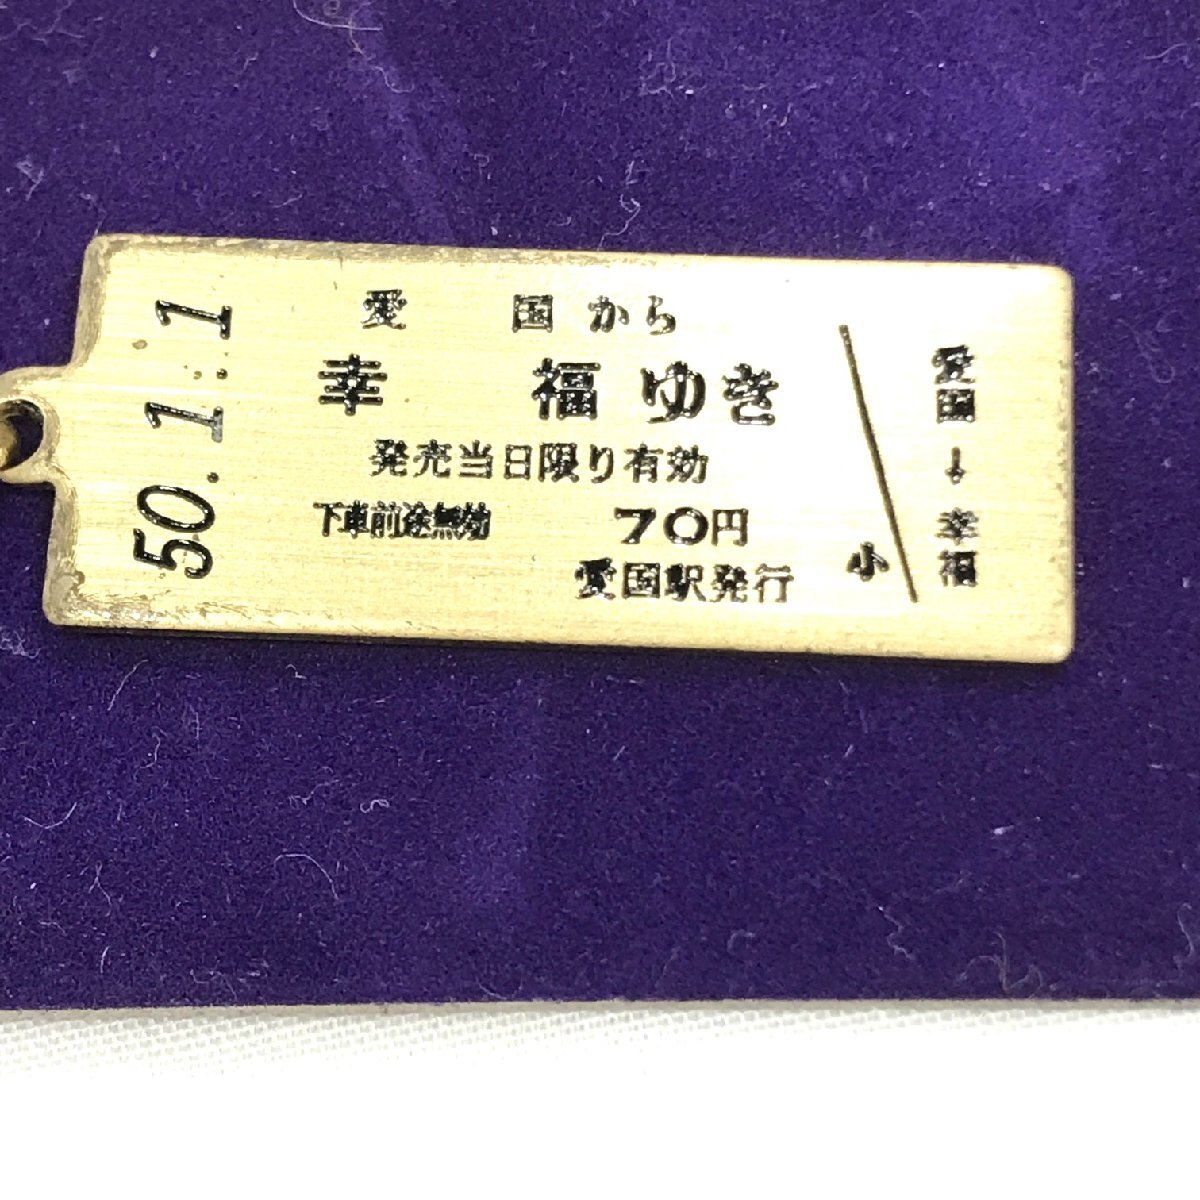 50.1.-1
愛 国 から
幸 福 ゆき
発売当日限り有効
下車前途無効 70円
愛国駅発行
小
愛国→幸福